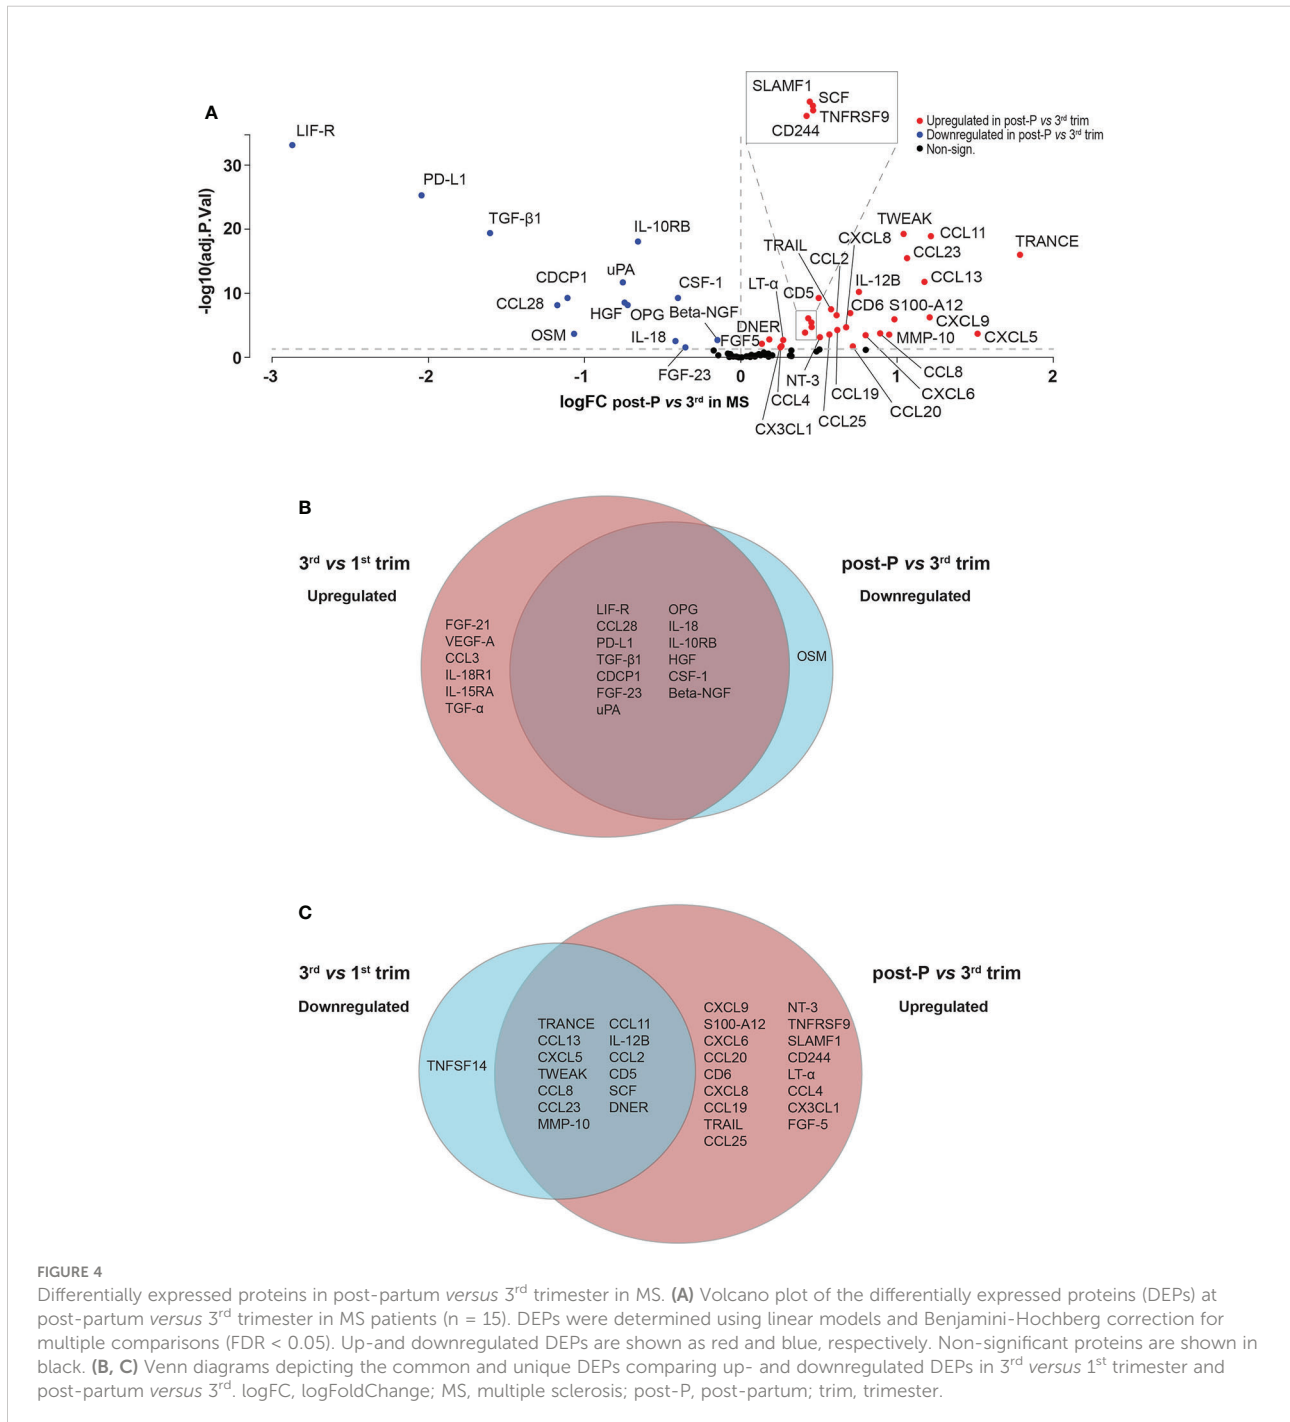 A
SLAMF1
SCF
TNFRSF9
CD244
Upregulated in post-P vs 3rd trim
Downregulated in post-P vs 3rd trim
Non-sign.
-log10(adj.P.Val)
30
20
10
0
LIF-R
PD-L1
TGF-β1
IL-10RB
CDCP1
uPA
CSF-1
CCL28
HGF
OPG
Beta-NGF
OSM
IL-18
FGF-23
FGF5
DNER
LT-α
CD5
TRAIL
CCL2
CXCL8
TWEAK
CCL11
CCL23
TRANCE
IL-12B
CCL13
CD6
S100-A12
CXCL9
MMP-10
CXCL5
CCL8
CXCL6
CCL20
CCL19
CCL25
NT-3
CCL4
CX3CL1
-3
-2
-1
0
1
2
logFC post-P vs 3rd in MS
B
3rd vs 1st trim
Upregulated
post-P vs 3rd trim
Downregulated
FGF-21
VEGF-A
CCL3
IL-18R1
IL-15RA
TGF-α
LIF-R OPG
CCL28 IL-18
PD-L1 IL-10RB
TGF-β1 HGF
CDCP1 CSF-1
FGF-23 Beta-NGF
uPA
OSM
C
3rd vs 1st trim
Downregulated
post-P vs 3rd trim
Upregulated
TNFSF14
TRANCE CCL11
CCL13 IL-12B
CXCL5 CCL2
TWEAK CD5
CCL8 SCF
CCL23 DNER
MMP-10
CXCL9 NT-3
S100-A12 TNFRSF9
CXCL6 SLAMF1
CCL20 CD244
CD6 LT-α
CXCL8 CCL4
CCL19 CX3CL1
TRAIL FGF-5
CCL25
FIGURE 4
Differentially expressed proteins in post-partum versus 3rd trimester in MS. (A) Volcano plot of the differentially expressed proteins (DEPs) at
post-partum versus 3rd trimester in MS patients (n = 15). DEPs were determined using linear models and Benjamini-Hochberg correction for
multiple comparisons (FDR < 0.05). Up-and downregulated DEPs are shown as red and blue, respectively. Non-significant proteins are shown in
black. (B, C) Venn diagrams depicting the common and unique DEPs comparing up- and downregulated DEPs in 3rd versus 1st trimester and
post-partum versus 3rd. logFC, logFoldChange; MS, multiple sclerosis; post-P, post-partum; trim, trimester.